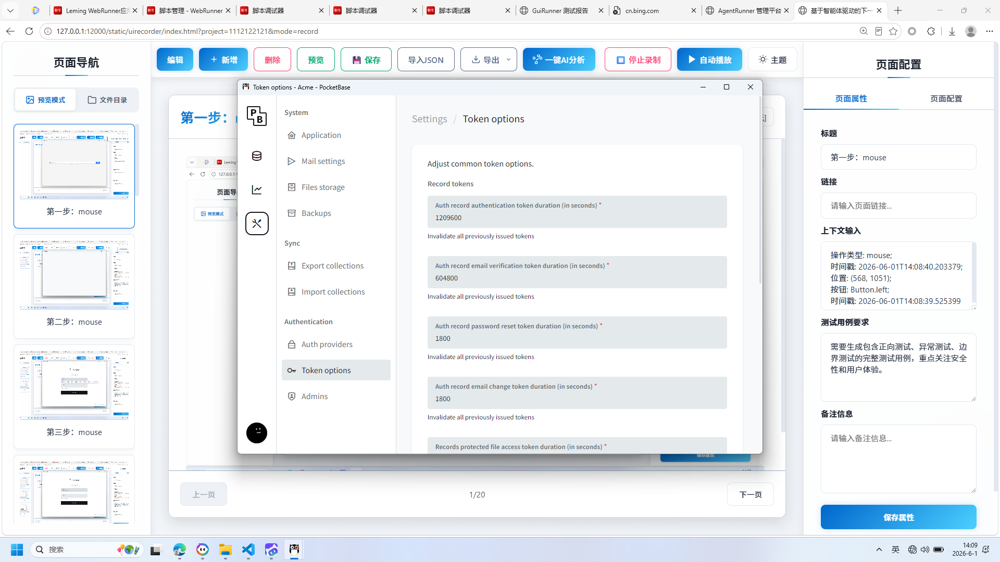 Leming WebRunner应
脚本管理 - WebRunner
脚本调试器
脚本调试器
脚本调试器
GuiRunner 测试报告
cn.bing.com
AgentRunner 管理平台
基于智能体驱动的下一
127.0.0.1:12000/static/uirecorder/index.html?project=1112122121&mode=record
页面导航
预览模式
文件目录
第一步：mouse
第二步：mouse
第三步：mouse
编辑
新增
删除
预览
保存
导入JSON
导出
一键AI分析
停止录制
自动播放
主题
第一步：
Leming
127.0.0.1:1
页面导
预览模式
Token options - Acme - PocketBase
P
B
System
Application
Mail settings
Files storage
Backups
Sync
Export collections
Import collections
Authentication
Auth providers
Token options
Admins
Settings / Token options
Adjust common token options.
Record tokens
Auth record authentication token duration (in seconds) *
1209600
Invalidate all previously issued tokens
Auth record email verification token duration (in seconds) *
604800
Invalidate all previously issued tokens
Auth record password reset token duration (in seconds) *
1800
Invalidate all previously issued tokens
Auth record email change token duration (in seconds) *
1800
Invalidate all previously issued tokens
Records protected file access token duration (in seconds) *
保存属性
上一页
1/20
下一页
页面配置
页面属性
页面配置
标题
第一步：mouse
链接
请输入页面链接...
上下文输入
操作类型: mouse;
时间戳: 2026-06-01T14:08:40.203379;
位置: (568, 1051);
按钮: Button.left;
时间戳: 2026-06-01T14:08:39.525399
测试用例要求
需要生成包含正向测试、异常测试、边
界测试的完整测试用例，重点关注安全
性和用户体验。
备注信息
请输入备注信息...
保存属性
搜索
英
14:09
2026-6-1